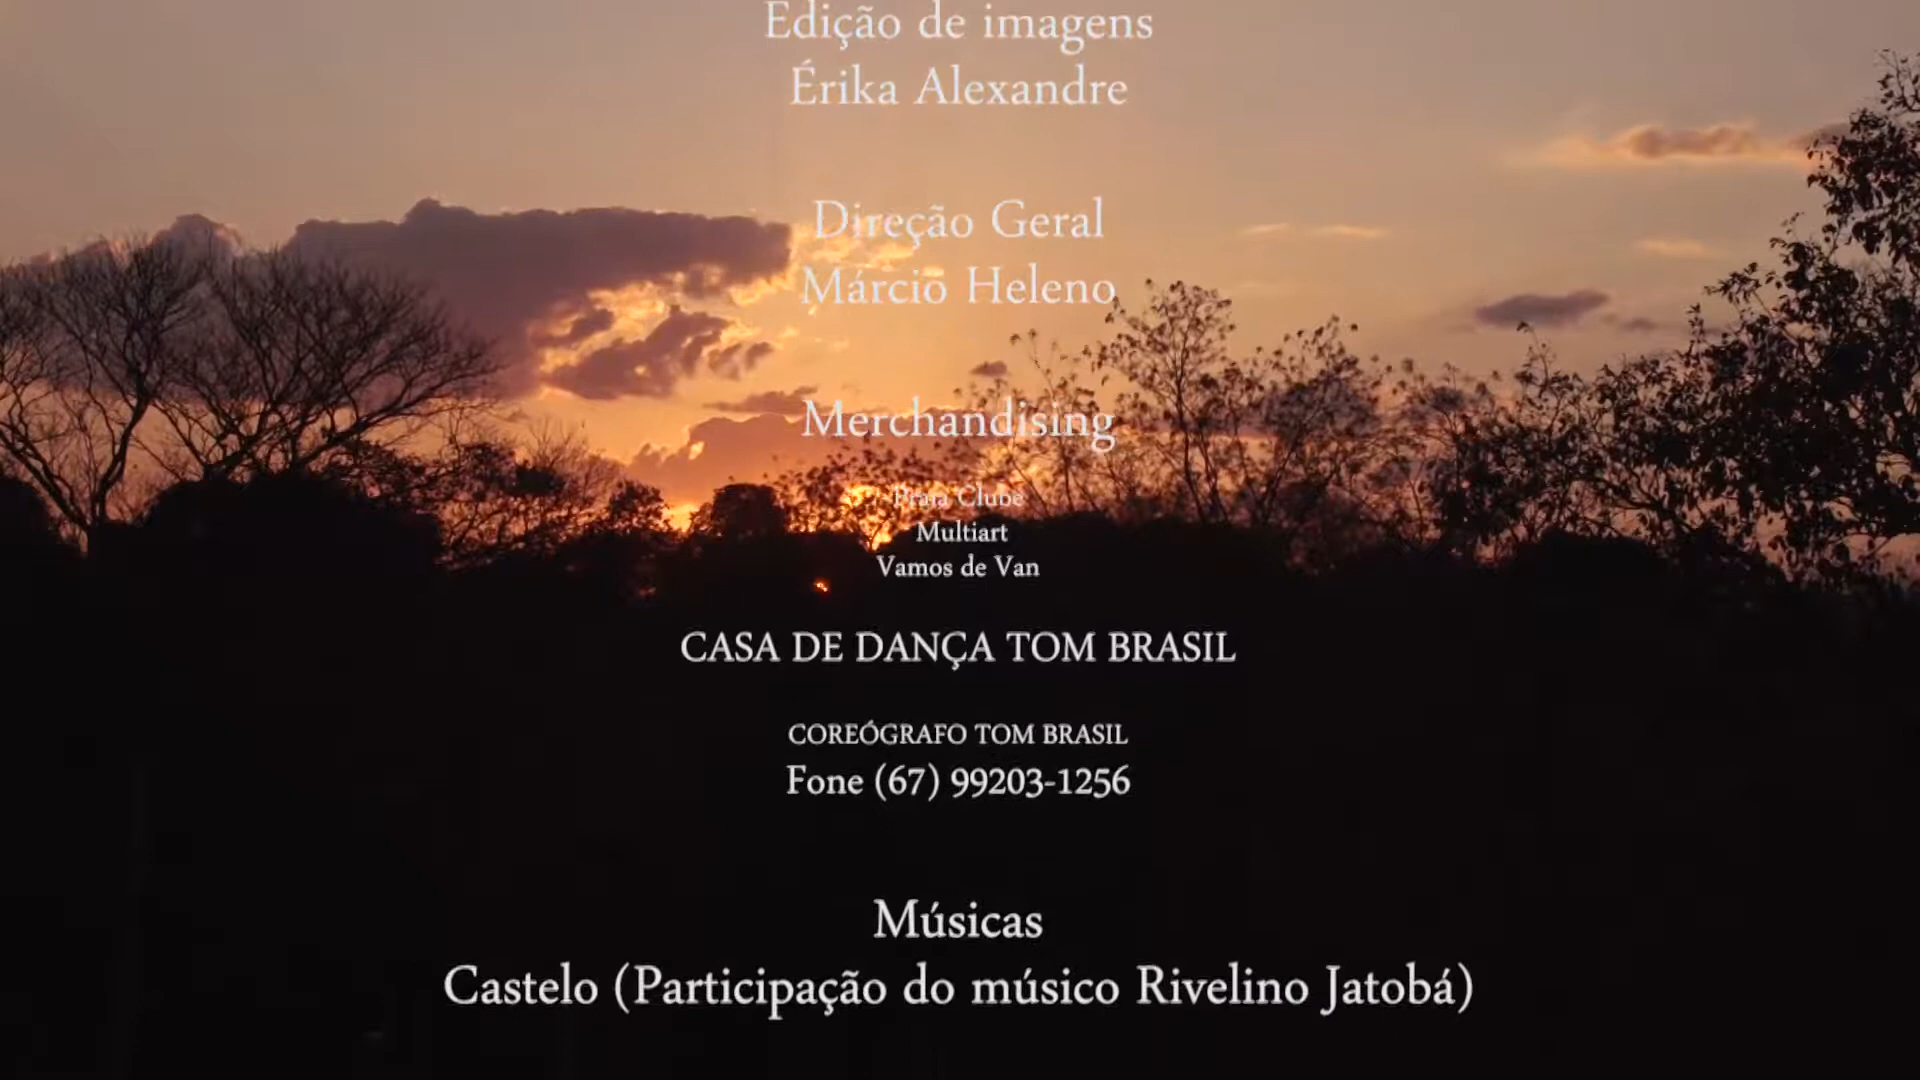 Edição de imagens
Érika Alexandre
Direção Geral
Márcio Heleno
Merchandising
Praia Clube
Multiart
Vamos de Van
CASA DE DANÇA TOM BRASIL
COREÓGRAFO TOM BRASIL
Fone (67) 99203-1256
Músicas
Castelo (Participação do músico Rivelino Jatobá)